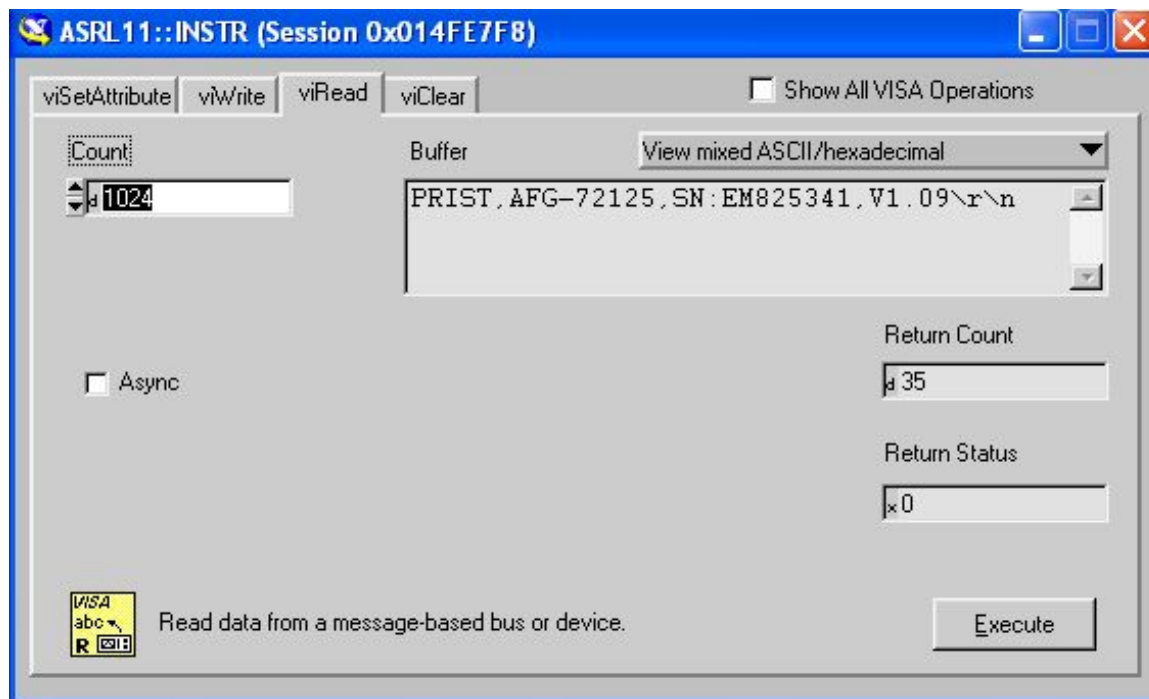 ASRL11::INSTR (Session 0x014FE7F8)
viSetAttribute viWrite viRead viClear Show All VISA Operations
Count Buffer View mixed ASCII/hexadecimal
d 1024 PRIST,AFG-72125,SN:EM825341,V1.09\r\n
Return Count
Async d 35
Return Status
x 0
VISA
abc
R
Read data from a message-based bus or device. Execute